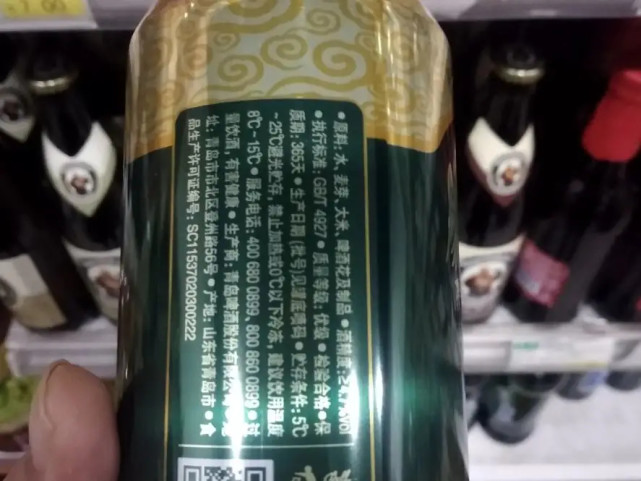 ●原料:水、麦芽、大米、啤酒花及制品●酒精度:≥4.7%vol
●执行标准:GB/T 4927●质量等级:优级●检验合格●保
质期:365天●生产日期(批号)见罐底喷码●贮存条件:5℃
~25℃避光贮存,禁止加热或0℃以下冷冻,建议饮用温度
8℃~15℃●服务电话:400 680 0899, 800 860 0899●过
量饮酒,有害健康●生产商:青岛啤酒股份有限公司
址:青岛市市北区登州路56号●产地:山东省青岛市●
品生产许可证编号:SC11537020300222